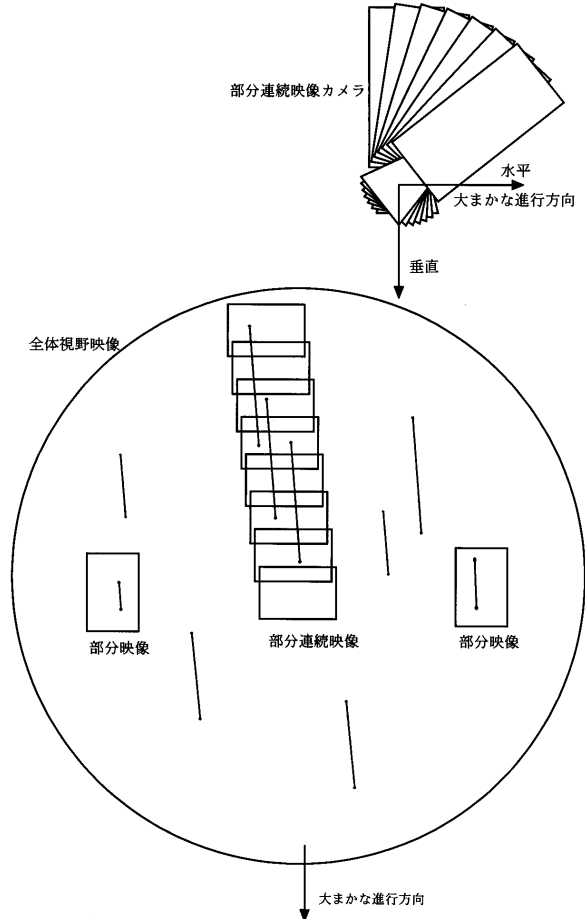 部分連続映像カメラ
水平
大まかな進行方向
垂直
全体視野映像
部分映像
部分連続映像
部分映像
大まかな進行方向